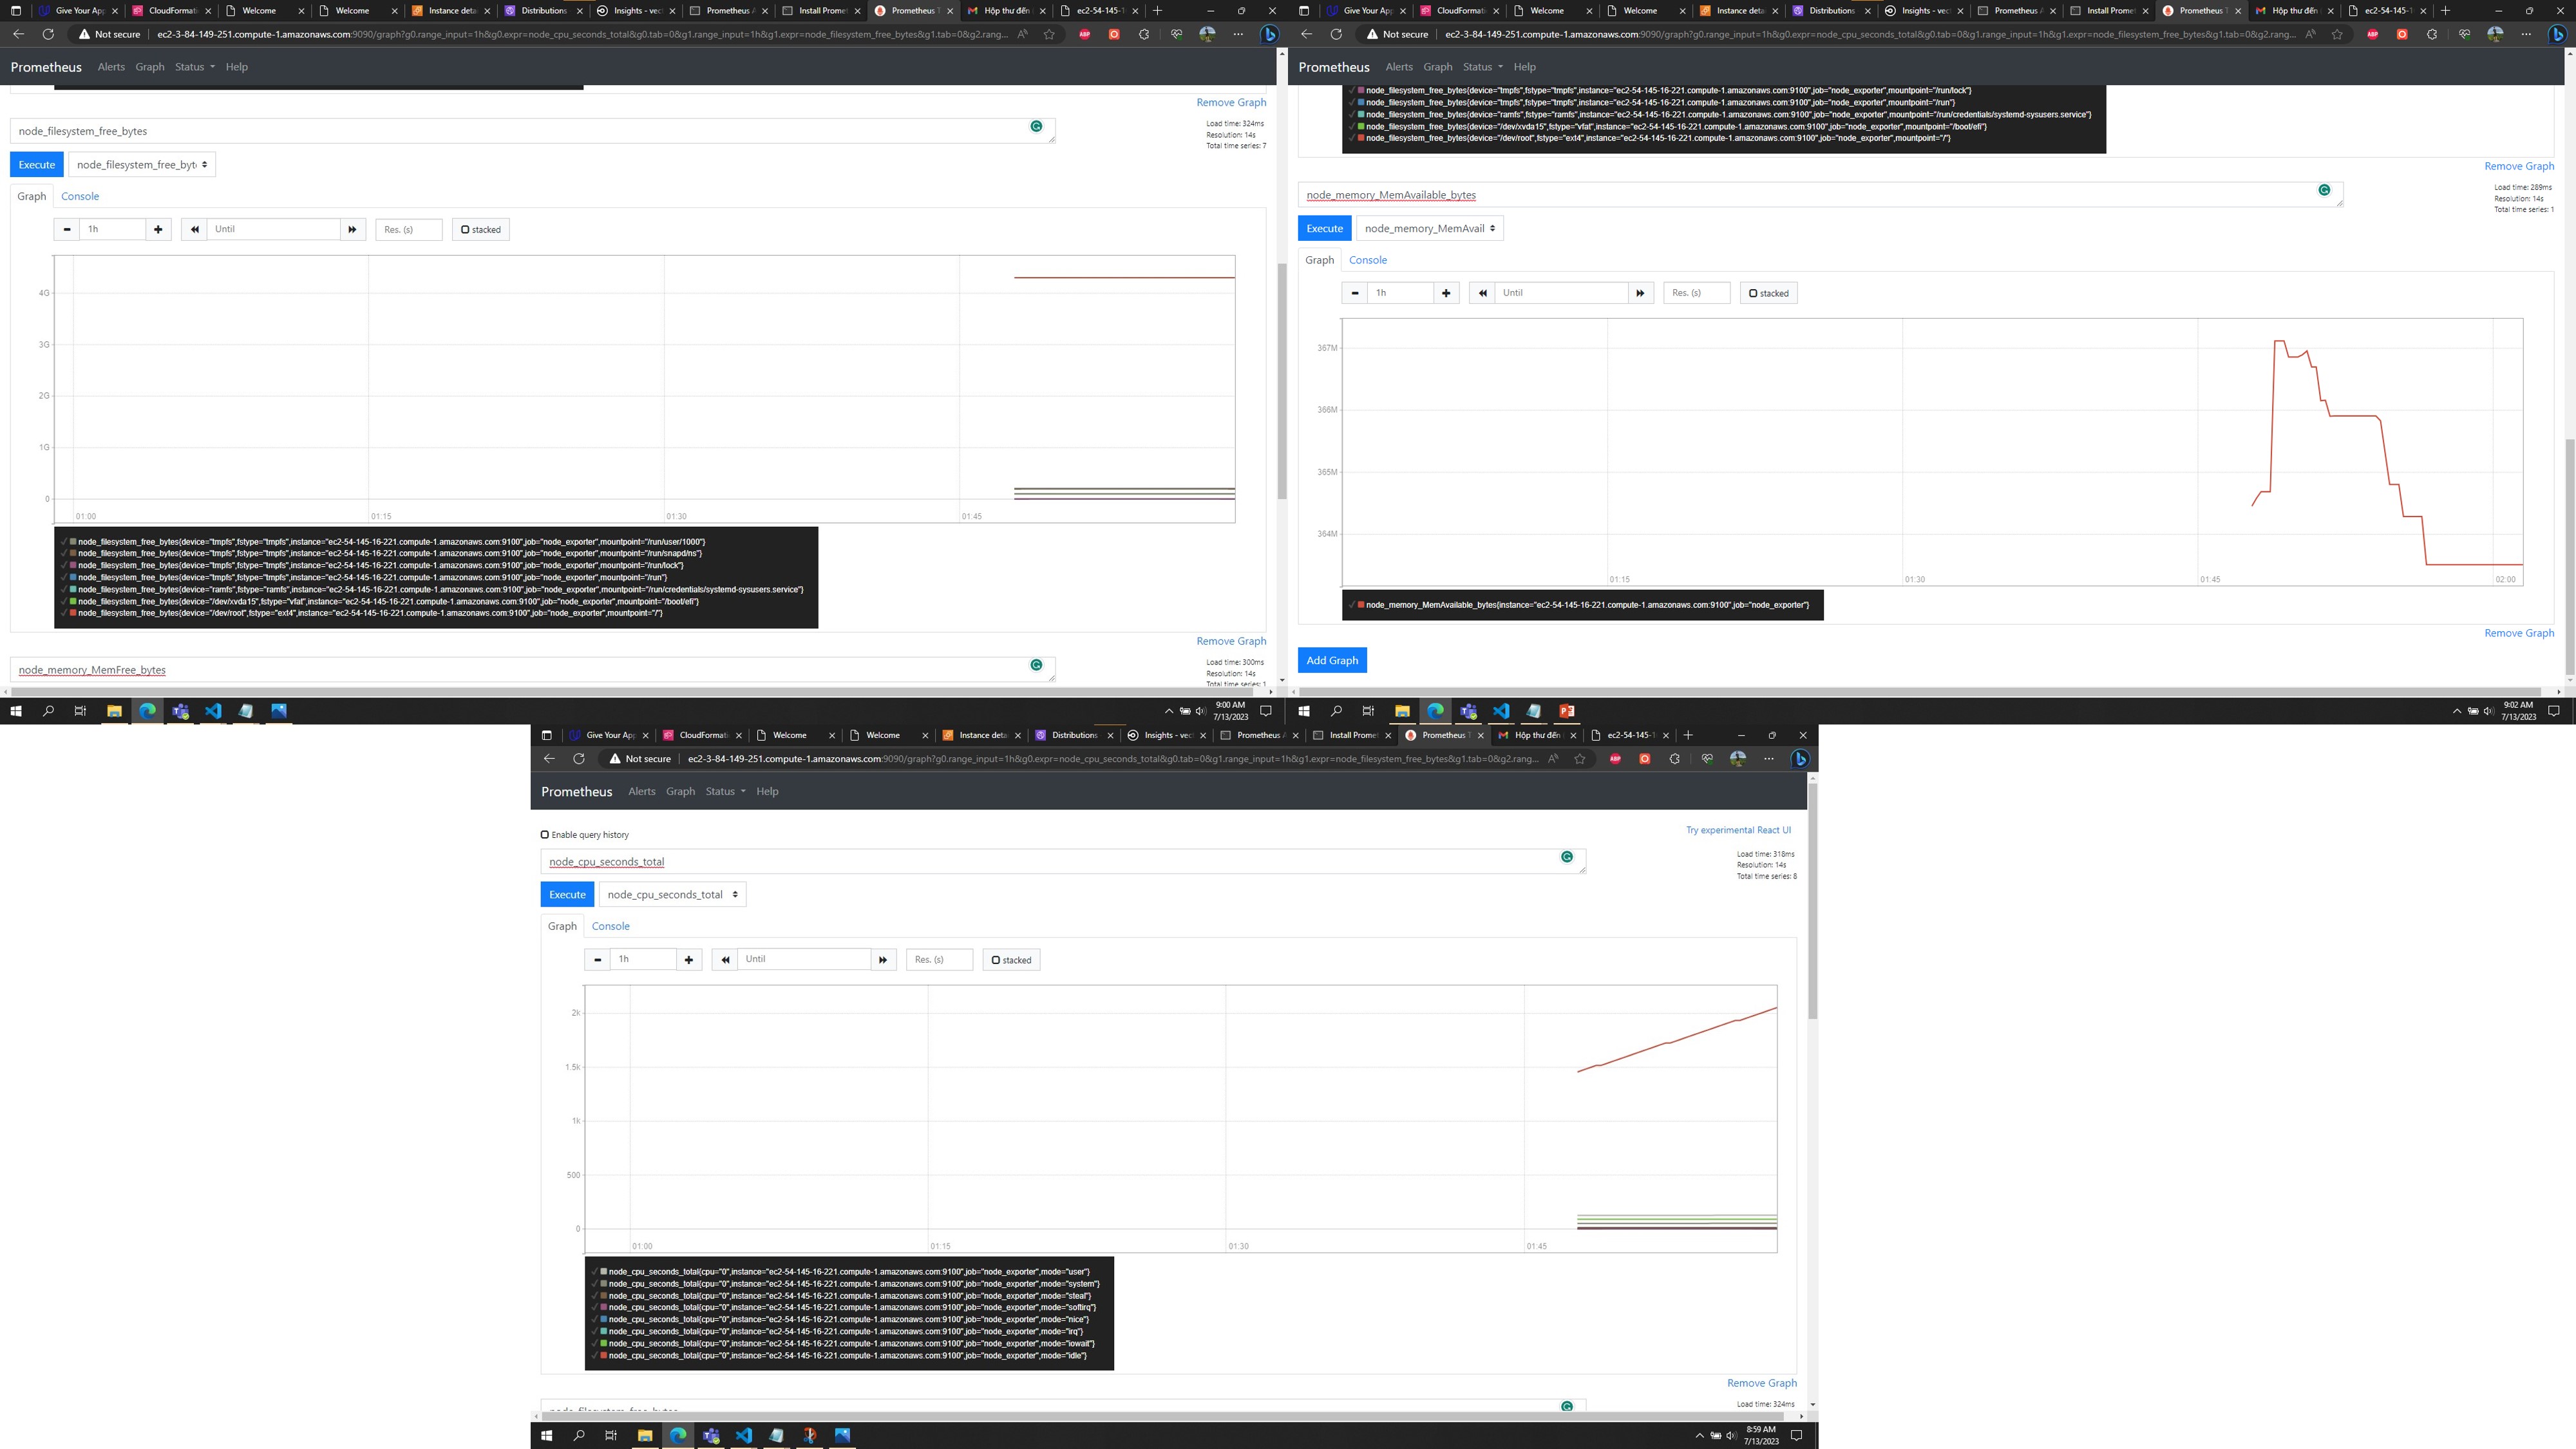 Give Your App
CloudFormatio
Welcome
Welcome
Instance detai
Distributions
Insights - vect
Prometheus A
Install Promet
Prometheus T
Hộp thư đến
ec2-54-145-1
Not secure
ec2-3-84-149-251.compute-1.amazonaws.com:9090/graph?g0.range_input=1h&g0.expr=node_cpu_seconds_total&g0.tab=0&g1.range_input=1h&g1.expr=node_filesystem_free_bytes&g1.tab=0&g2.rang...
Prometheus Alerts Graph Status Help
Remove Graph
node_filesystem_free_bytes
Load time: 324ms
Resolution: 14s
Total time series: 7
Execute node_filesystem_free_byt
Graph Console
1h Until Res. (s) stacked
4G
3G
2G
1G
0
01:00 01:15 01:30 01:45
node_filesystem_free_bytes{device="tmpfs",fstype="tmpfs",instance="ec2-54-145-16-221.compute-1.amazonaws.com:9100",job="node_exporter",mountpoint="/run/user/1000"}
node_filesystem_free_bytes{device="tmpfs",fstype="tmpfs",instance="ec2-54-145-16-221.compute-1.amazonaws.com:9100",job="node_exporter",mountpoint="/run/snapd/ns"}
node_filesystem_free_bytes{device="tmpfs",fstype="tmpfs",instance="ec2-54-145-16-221.compute-1.amazonaws.com:9100",job="node_exporter",mountpoint="/run/lock"}
node_filesystem_free_bytes{device="tmpfs",fstype="tmpfs",instance="ec2-54-145-16-221.compute-1.amazonaws.com:9100",job="node_exporter",mountpoint="/run"}
node_filesystem_free_bytes{device="ramfs",fstype="ramfs",instance="ec2-54-145-16-221.compute-1.amazonaws.com:9100",job="node_exporter",mountpoint="/run/credentials/systemd-sysusers.service"}
node_filesystem_free_bytes{device="/dev/xvda15",fstype="vfat",instance="ec2-54-145-16-221.compute-1.amazonaws.com:9100",job="node_exporter",mountpoint="/boot/efi"}
node_filesystem_free_bytes{device="/dev/root",fstype="ext4",instance="ec2-54-145-16-221.compute-1.amazonaws.com:9100",job="node_exporter",mountpoint="/"}
Remove Graph
node_memory_MemFree_bytes
Load time: 300ms
Resolution: 14s
Total time series: 1
9:00 AM
7/13/2023
Give Your App
CloudFormatio
Welcome
Welcome
Instance detai
Distributions
Insights - vect
Prometheus A
Install Promet
Prometheus T
Hộp thư đến
ec2-54-145-1
Not secure
ec2-3-84-149-251.compute-1.amazonaws.com:9090/graph?g0.range_input=1h&g0.expr=node_cpu_seconds_total&g0.tab=0&g1.range_input=1h&g1.expr=node_filesystem_free_bytes&g1.tab=0&g2.rang...
Prometheus Alerts Graph Status Help
node_filesystem_free_bytes{device="tmpfs",fstype="tmpfs",instance="ec2-54-145-16-221.compute-1.amazonaws.com:9100",job="node_exporter",mountpoint="/run/lock"}
node_filesystem_free_bytes{device="tmpfs",fstype="tmpfs",instance="ec2-54-145-16-221.compute-1.amazonaws.com:9100",job="node_exporter",mountpoint="/run"}
node_filesystem_free_bytes{device="ramfs",fstype="ramfs",instance="ec2-54-145-16-221.compute-1.amazonaws.com:9100",job="node_exporter",mountpoint="/run/credentials/systemd-sysusers.service"}
node_filesystem_free_bytes{device="/dev/xvda15",fstype="vfat",instance="ec2-54-145-16-221.compute-1.amazonaws.com:9100",job="node_exporter",mountpoint="/boot/efi"}
node_filesystem_free_bytes{device="/dev/root",fstype="ext4",instance="ec2-54-145-16-221.compute-1.amazonaws.com:9100",job="node_exporter",mountpoint="/"}
Remove Graph
node_memory_MemAvailable_bytes
Load time: 289ms
Resolution: 14s
Total time series: 1
Execute node_memory_MemAvail
Graph Console
1h Until Res. (s) stacked
367M
366M
365M
364M
01:15 01:30 01:45 02:00
node_memory_MemAvailable_bytes{instance="ec2-54-145-16-221.compute-1.amazonaws.com:9100",job="node_exporter"}
Remove Graph
Add Graph
9:02 AM
7/13/2023
Give Your App
CloudFormatio
Welcome
Welcome
Instance detai
Distributions
Insights - vect
Prometheus A
Install Promet
Prometheus T
Hộp thư đến
ec2-54-145-1
Not secure
ec2-3-84-149-251.compute-1.amazonaws.com:9090/graph?g0.range_input=1h&g0.expr=node_cpu_seconds_total&g0.tab=0&g1.range_input=1h&g1.expr=node_filesystem_free_bytes&g1.tab=0&g2.rang...
Prometheus Alerts Graph Status Help
Enable query history
Try experimental React UI
node_cpu_seconds_total
Load time: 318ms
Resolution: 14s
Total time series: 8
Execute node_cpu_seconds_total
Graph Console
1h Until Res. (s) stacked
2k
1.5k
1k
500
0
01:00 01:15 01:30 01:45
node_cpu_seconds_total{cpu="0",instance="ec2-54-145-16-221.compute-1.amazonaws.com:9100",job="node_exporter",mode="user"}
node_cpu_seconds_total{cpu="0",instance="ec2-54-145-16-221.compute-1.amazonaws.com:9100",job="node_exporter",mode="system"}
node_cpu_seconds_total{cpu="0",instance="ec2-54-145-16-221.compute-1.amazonaws.com:9100",job="node_exporter",mode="steal"}
node_cpu_seconds_total{cpu="0",instance="ec2-54-145-16-221.compute-1.amazonaws.com:9100",job="node_exporter",mode="softirq"}
node_cpu_seconds_total{cpu="0",instance="ec2-54-145-16-221.compute-1.amazonaws.com:9100",job="node_exporter",mode="nice"}
node_cpu_seconds_total{cpu="0",instance="ec2-54-145-16-221.compute-1.amazonaws.com:9100",job="node_exporter",mode="irq"}
node_cpu_seconds_total{cpu="0",instance="ec2-54-145-16-221.compute-1.amazonaws.com:9100",job="node_exporter",mode="iowait"}
node_cpu_seconds_total{cpu="0",instance="ec2-54-145-16-221.compute-1.amazonaws.com:9100",job="node_exporter",mode="idle"}
Remove Graph
node_filesystem_free_bytes
Load time: 324ms
8:59 AM
7/13/2023